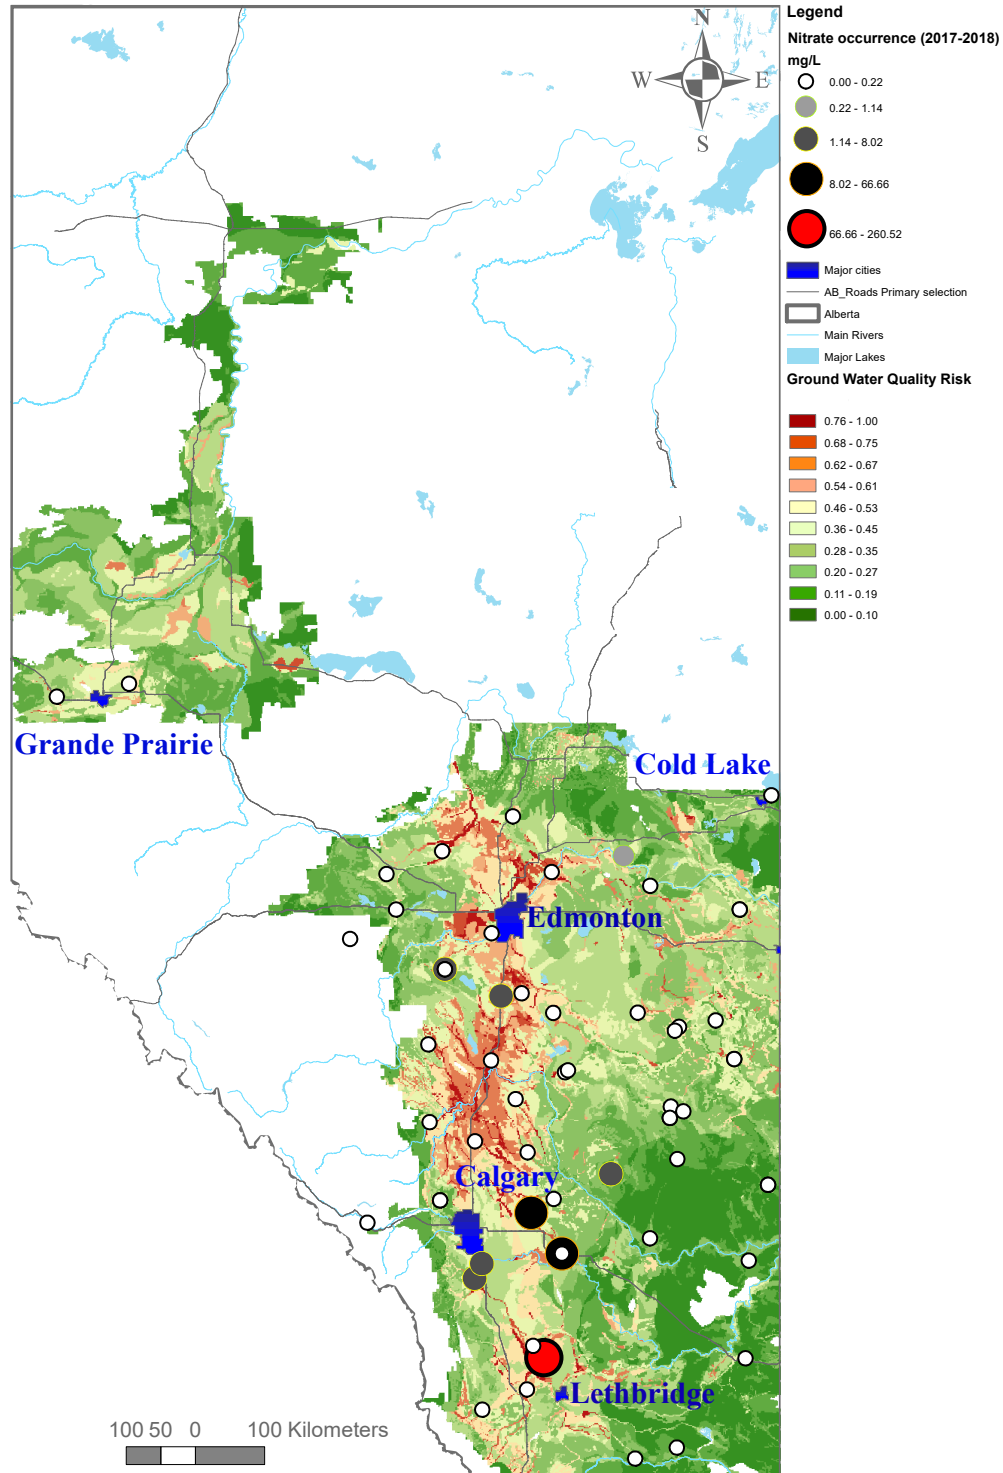 Legend
Nitrate occurrence (2017-2018)
mg/L
0.00 - 0.22
0.22 - 1.14
1.14 - 8.02
8.02 - 66.66
66.66 - 260.52
Major cities
AB_Roads Primary selection
Alberta
Main Rivers
Major Lakes
Ground Water Quality Risk
0.76 - 1.00
0.68 - 0.75
0.62 - 0.67
0.54 - 0.61
0.46 - 0.53
0.36 - 0.45
0.28 - 0.35
0.20 - 0.27
0.11 - 0.19
0.00 - 0.10
N
W E
S
Grande Prairie
Cold Lake
Edmonton
Calgary
Lethbridge
100 50 0 100 Kilometers